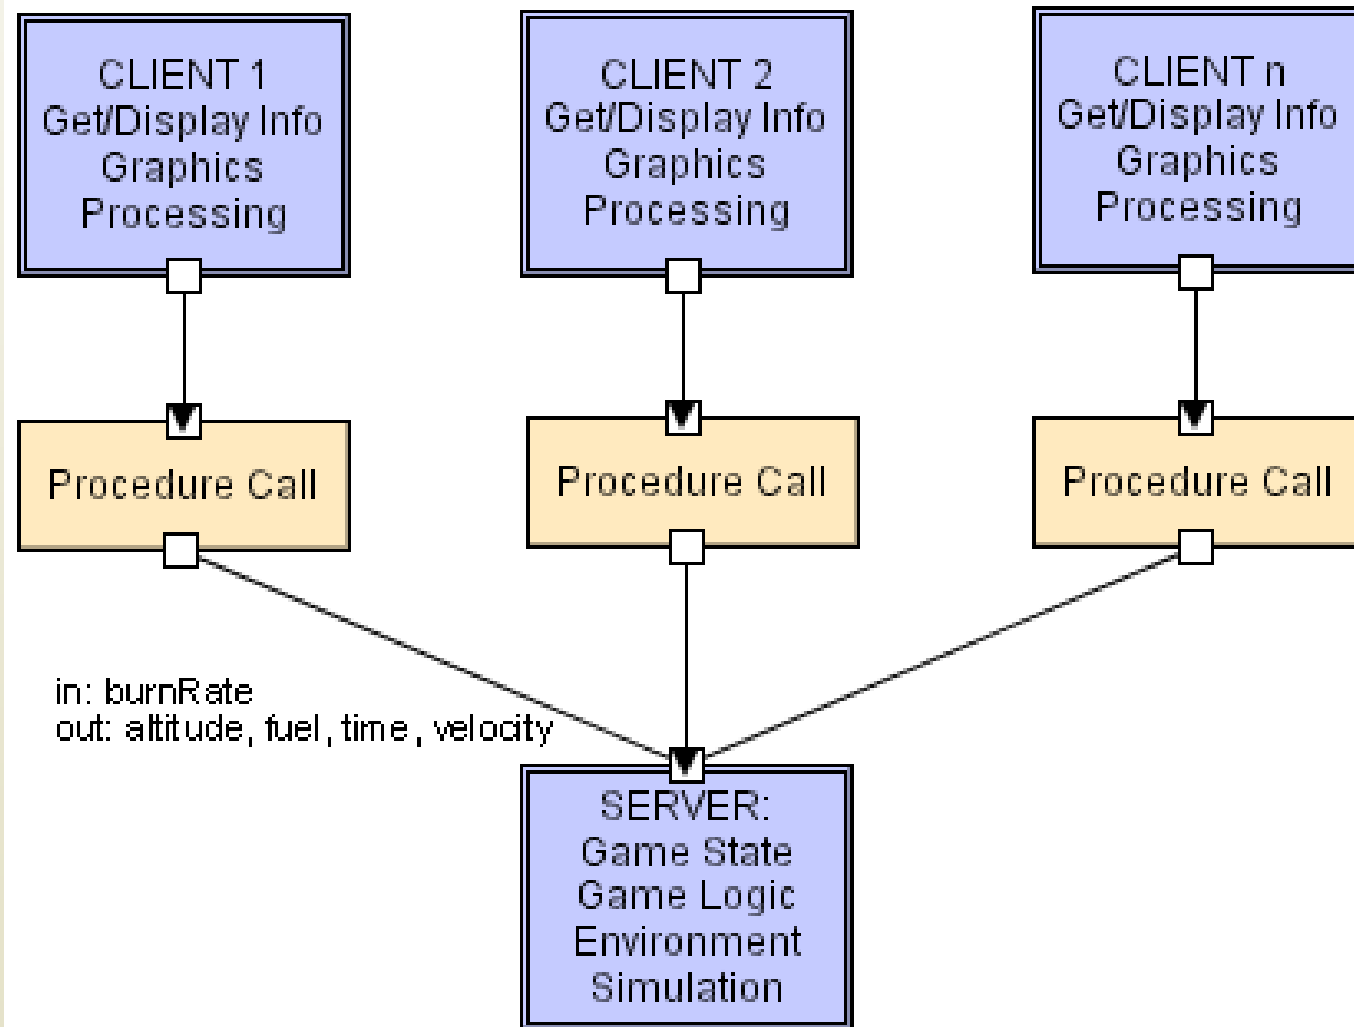 CLIENT 1
Get/Display Info
Graphics
Processing
CLIENT 2
Get/Display Info
Graphics
Processing
CLIENT n
Get/Display Info
Graphics
Processing
Procedure Call
Procedure Call
Procedure Call
in: burnRate
out: altitude, fuel, time, velocity
SERVER:
Game State
Game Logic
Environment
Simulation